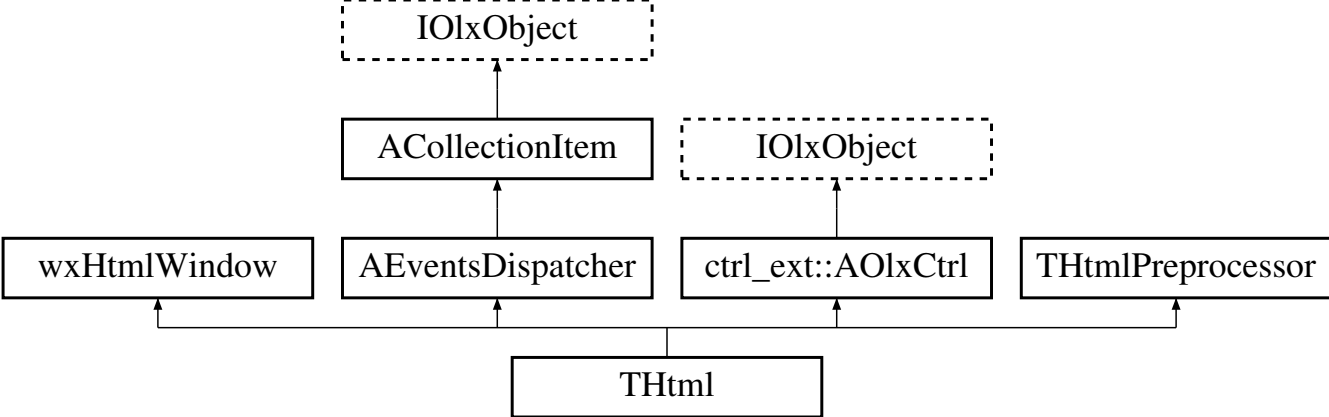 IOlxObject
ACollectionItem
IOlxObject
wxHtmlWindow
AEventsDispatcher
ctrl_ext::AOlxCtrl
THtmlPreprocessor
THtml